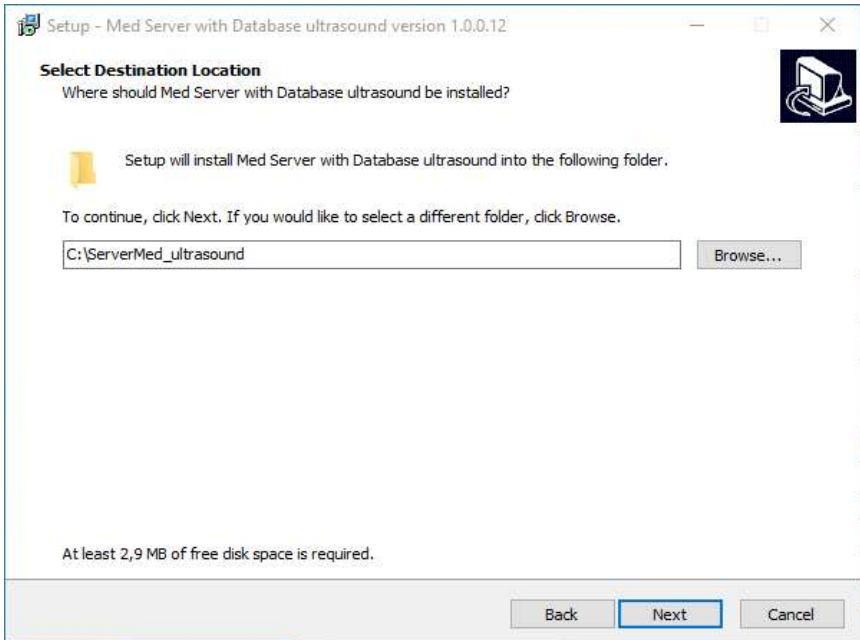 Setup - Med Server with Database ultrasound version 1.0.0.12
Select Destination Location
Where should Med Server with Database ultrasound be installed?
Setup will install Med Server with Database ultrasound into the following folder.
To continue, click Next. If you would like to select a different folder, click Browse.
C:\ServerMed_ultrasound
Browse...
At least 2,9 MB of free disk space is required.
Back
Next
Cancel